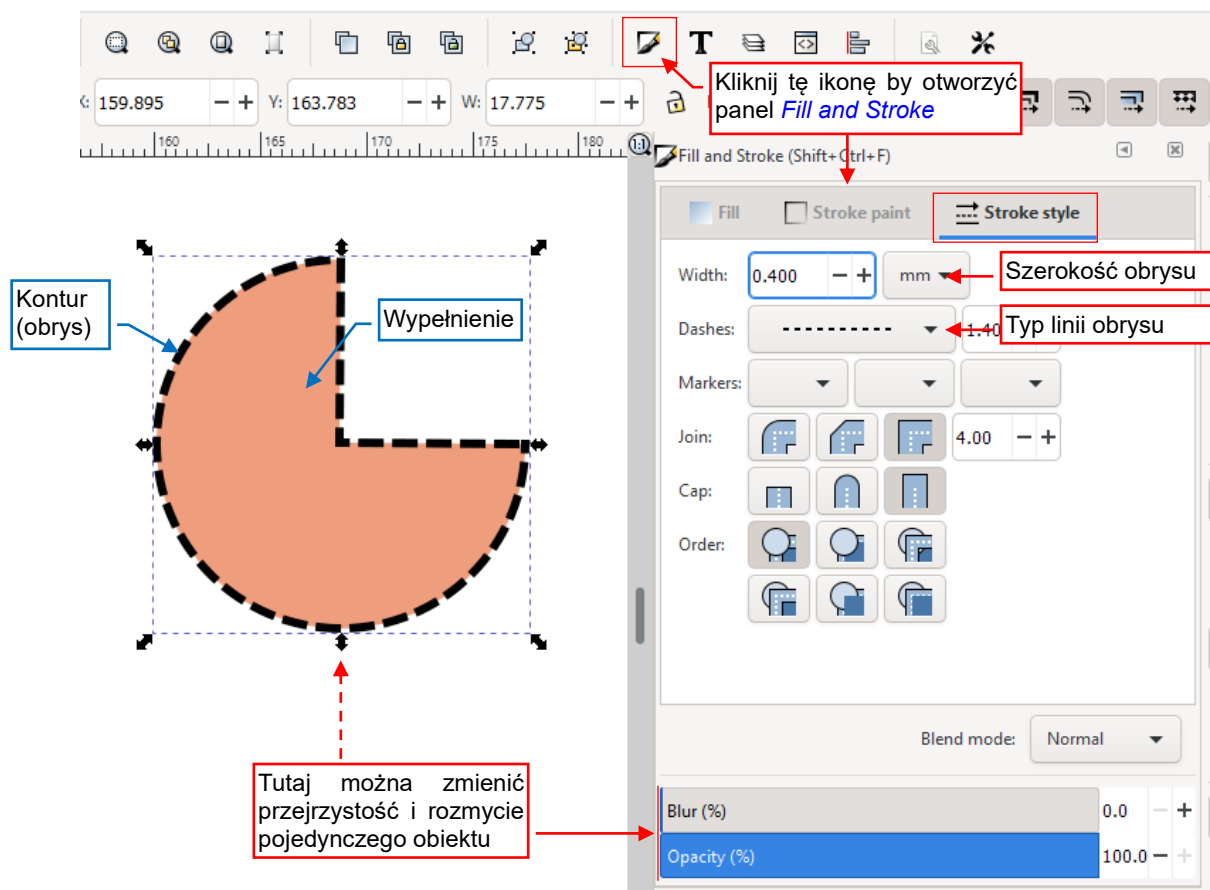 Kliknij tę ikonę by otworzyć
panel Fill and Stroke
159.895
Y: 163.783
W: 17.775
160
165
170
175
180
1:1
Fill and Stroke (Shift+Ctrl+F)
Fill
Stroke paint
Stroke style
Width:
0.400
mm
Szerokość obrysu
Dashes:
Typ linii obrysu
Kontur
(obrys)
Wypełnienie
Markers:
Join:
4.00
Cap:
Order:
Blend mode:
Normal
Tutaj można zmienić
przejrzystość i rozmycie
pojedynczego obiektu
Blur (%)
0.0
Opacity (%)
100.0